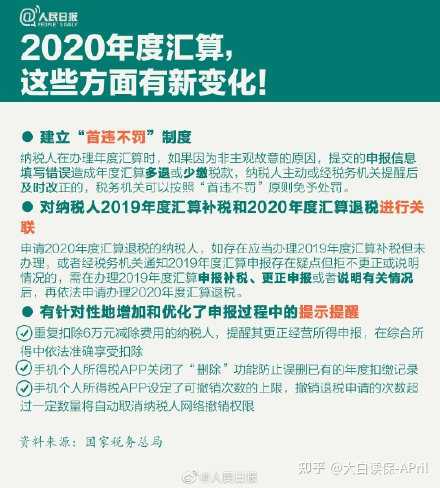 @人民日报
PEOPLE'S DAILY
2020年度汇算，
这些方面有新变化！
● 建立“首违不罚”制度
纳税人在办理年度汇算时，如果因为非主观故意的原因，提交的申报信息
填写错误造成年度汇算多退或少缴税款，纳税人主动或经税务机关提醒后
及时改正的，税务机关可以按照“首违不罚”原则免予处罚。
● 对纳税人2019年度汇算补税和2020年度汇算退税进行关
联
申请2020年度汇算退税的纳税人，如存在应当办理2019年度汇算补税但未
办理，或者经税务机关通知2019年度汇算申报存在疑点但拒不更正或说明
情况的，需在办理2019年度汇算申报补税、更正申报或者说明有关情况
后，再依法申请办理2020年度汇算退税。
● 有针对性地增加和优化了申报过程中的提示提醒
重复扣除6万元减除费用的纳税人，提醒其更正经营所得申报，在综合所
得中依法准确享受扣除
手机个人所得税APP关闭了“删除”功能防止误删已有的年度扣缴记录
手机个人所得税APP设定了可撤销次数的上限，撤销退税申请的次数超
过一定数量将自动取消纳税人网络撤销权限
资料来源：国家税务总局
@人民日报
知乎 @大白读保-APril